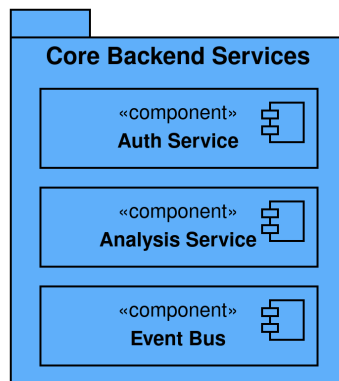 Core Backend Services
«component»
Auth Service
«component»
Analysis Service
«component»
Event Bus